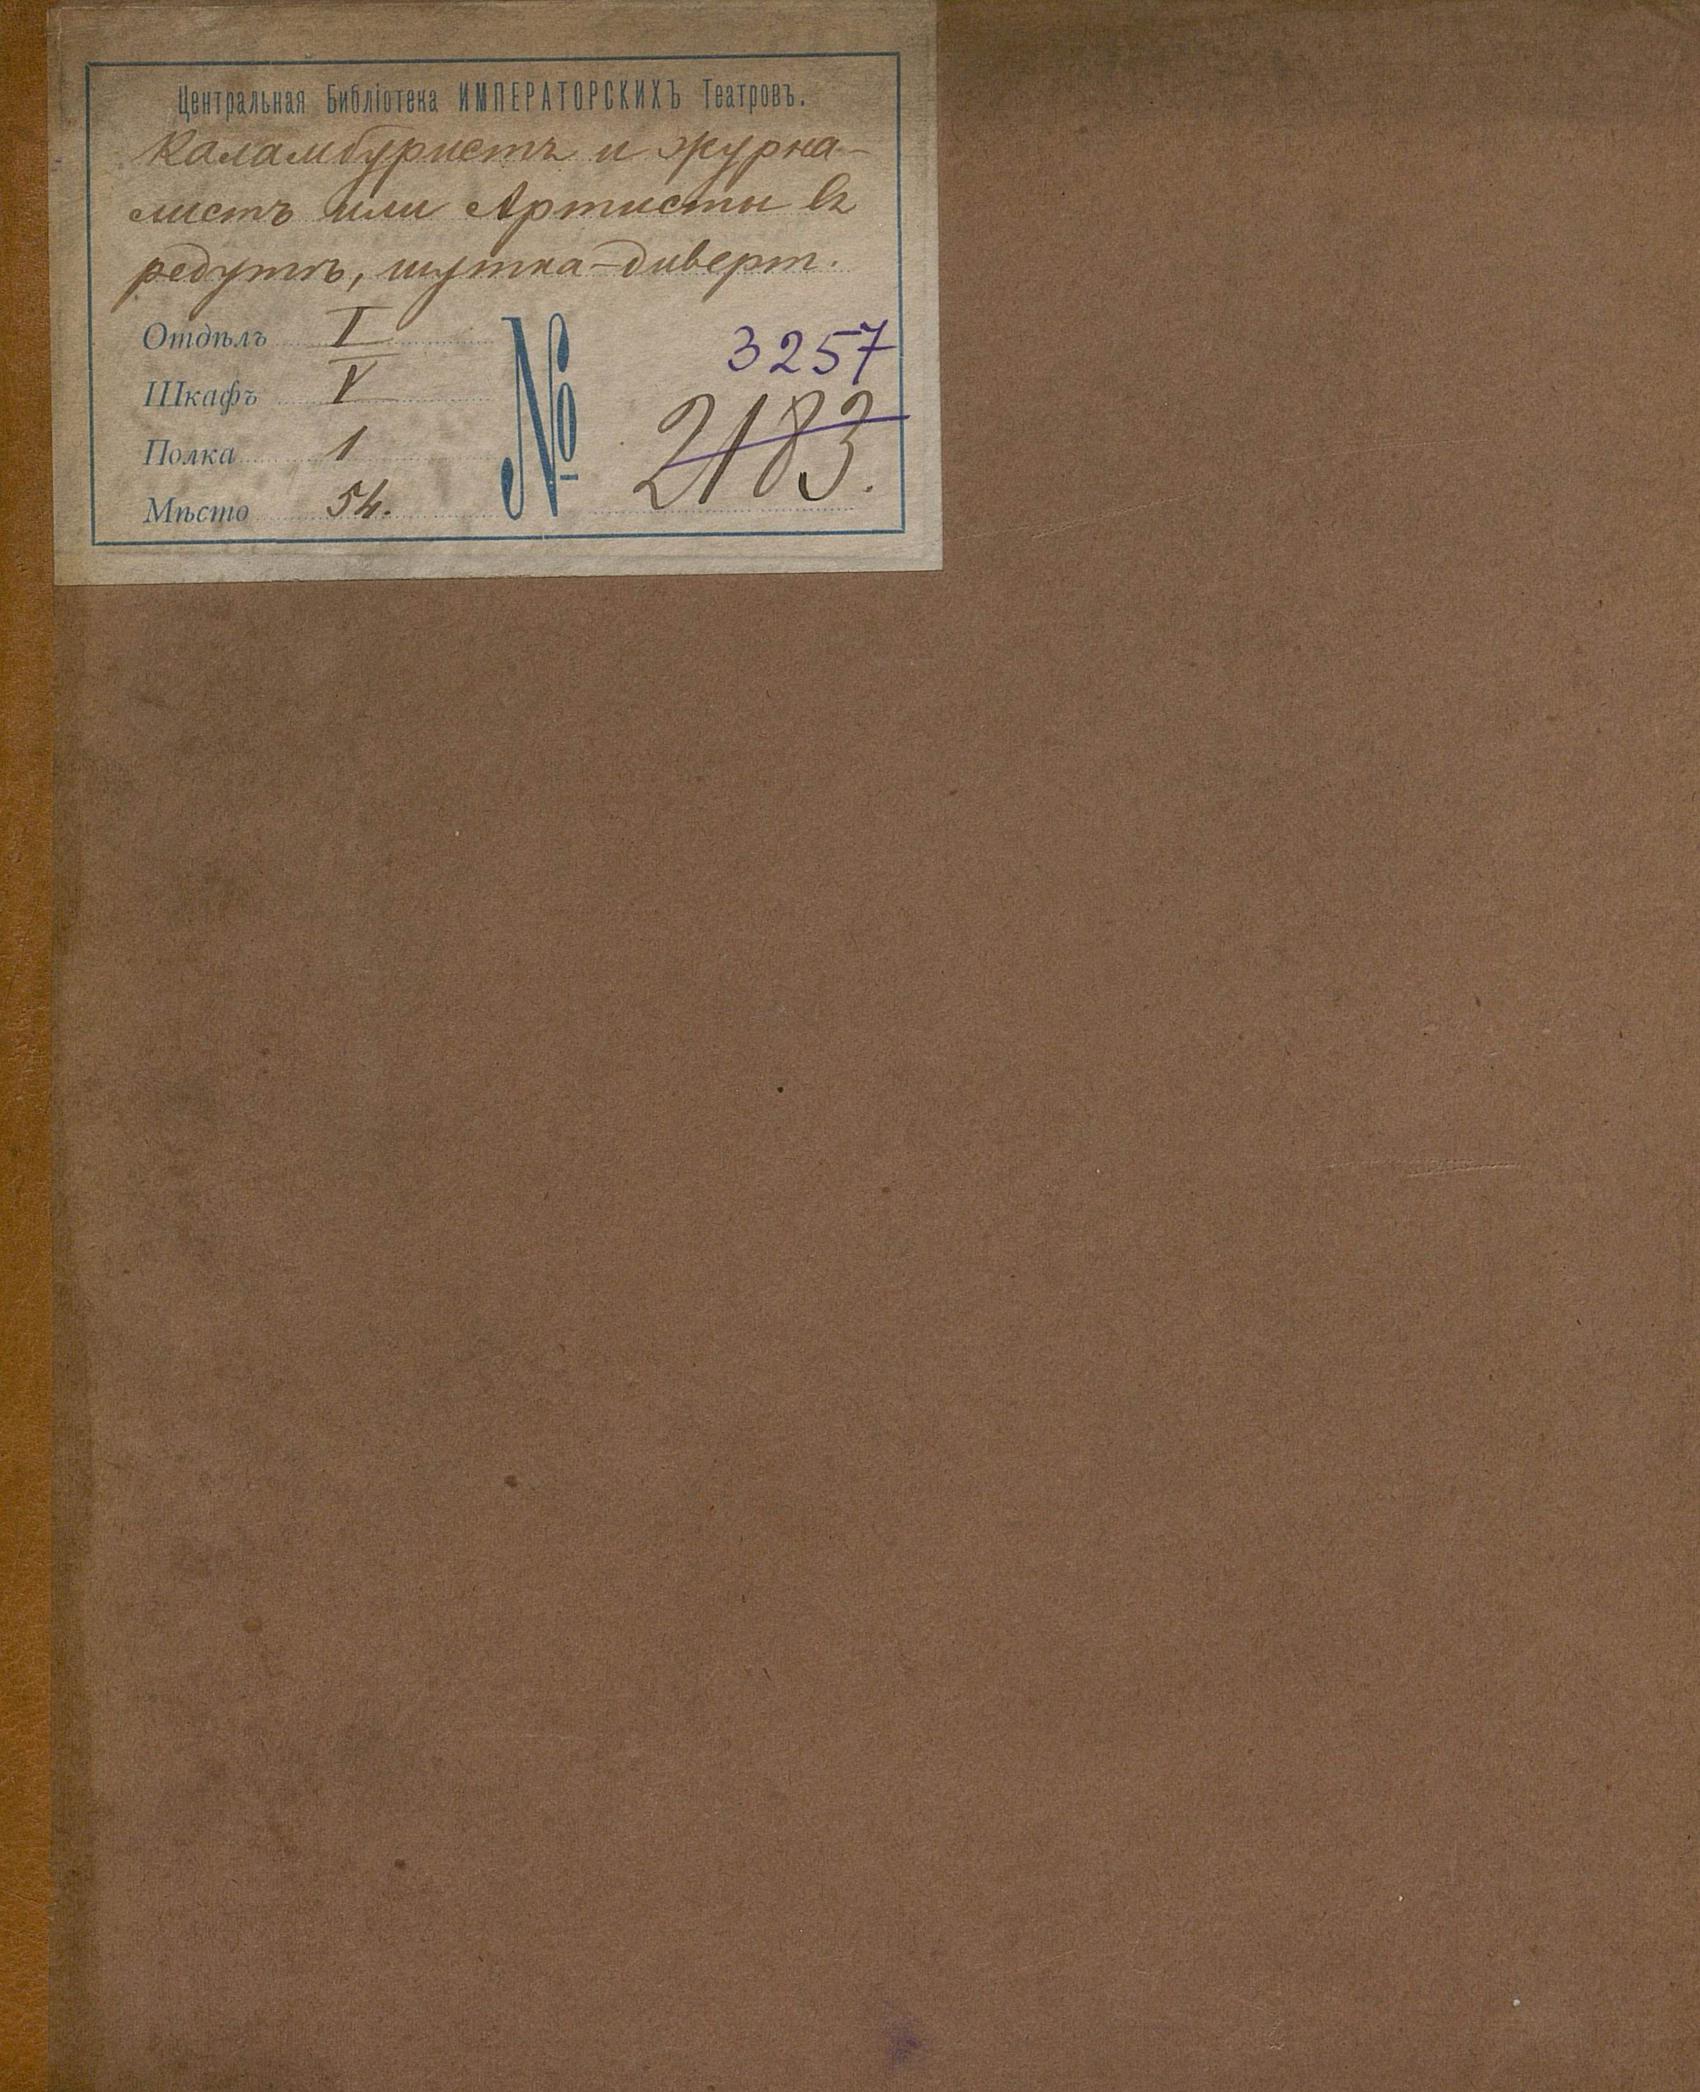 Центральная Библіотека ИМПЕРАТОРСКИХЪ Театровъ.
Каламбуристъ и журна-
листъ или Артисты въ
редутѣ, шутка-диверт.
Отдѣлъ I
Шкафъ V
Полка 1
Мѣсто 54.
№ 3257
2183.